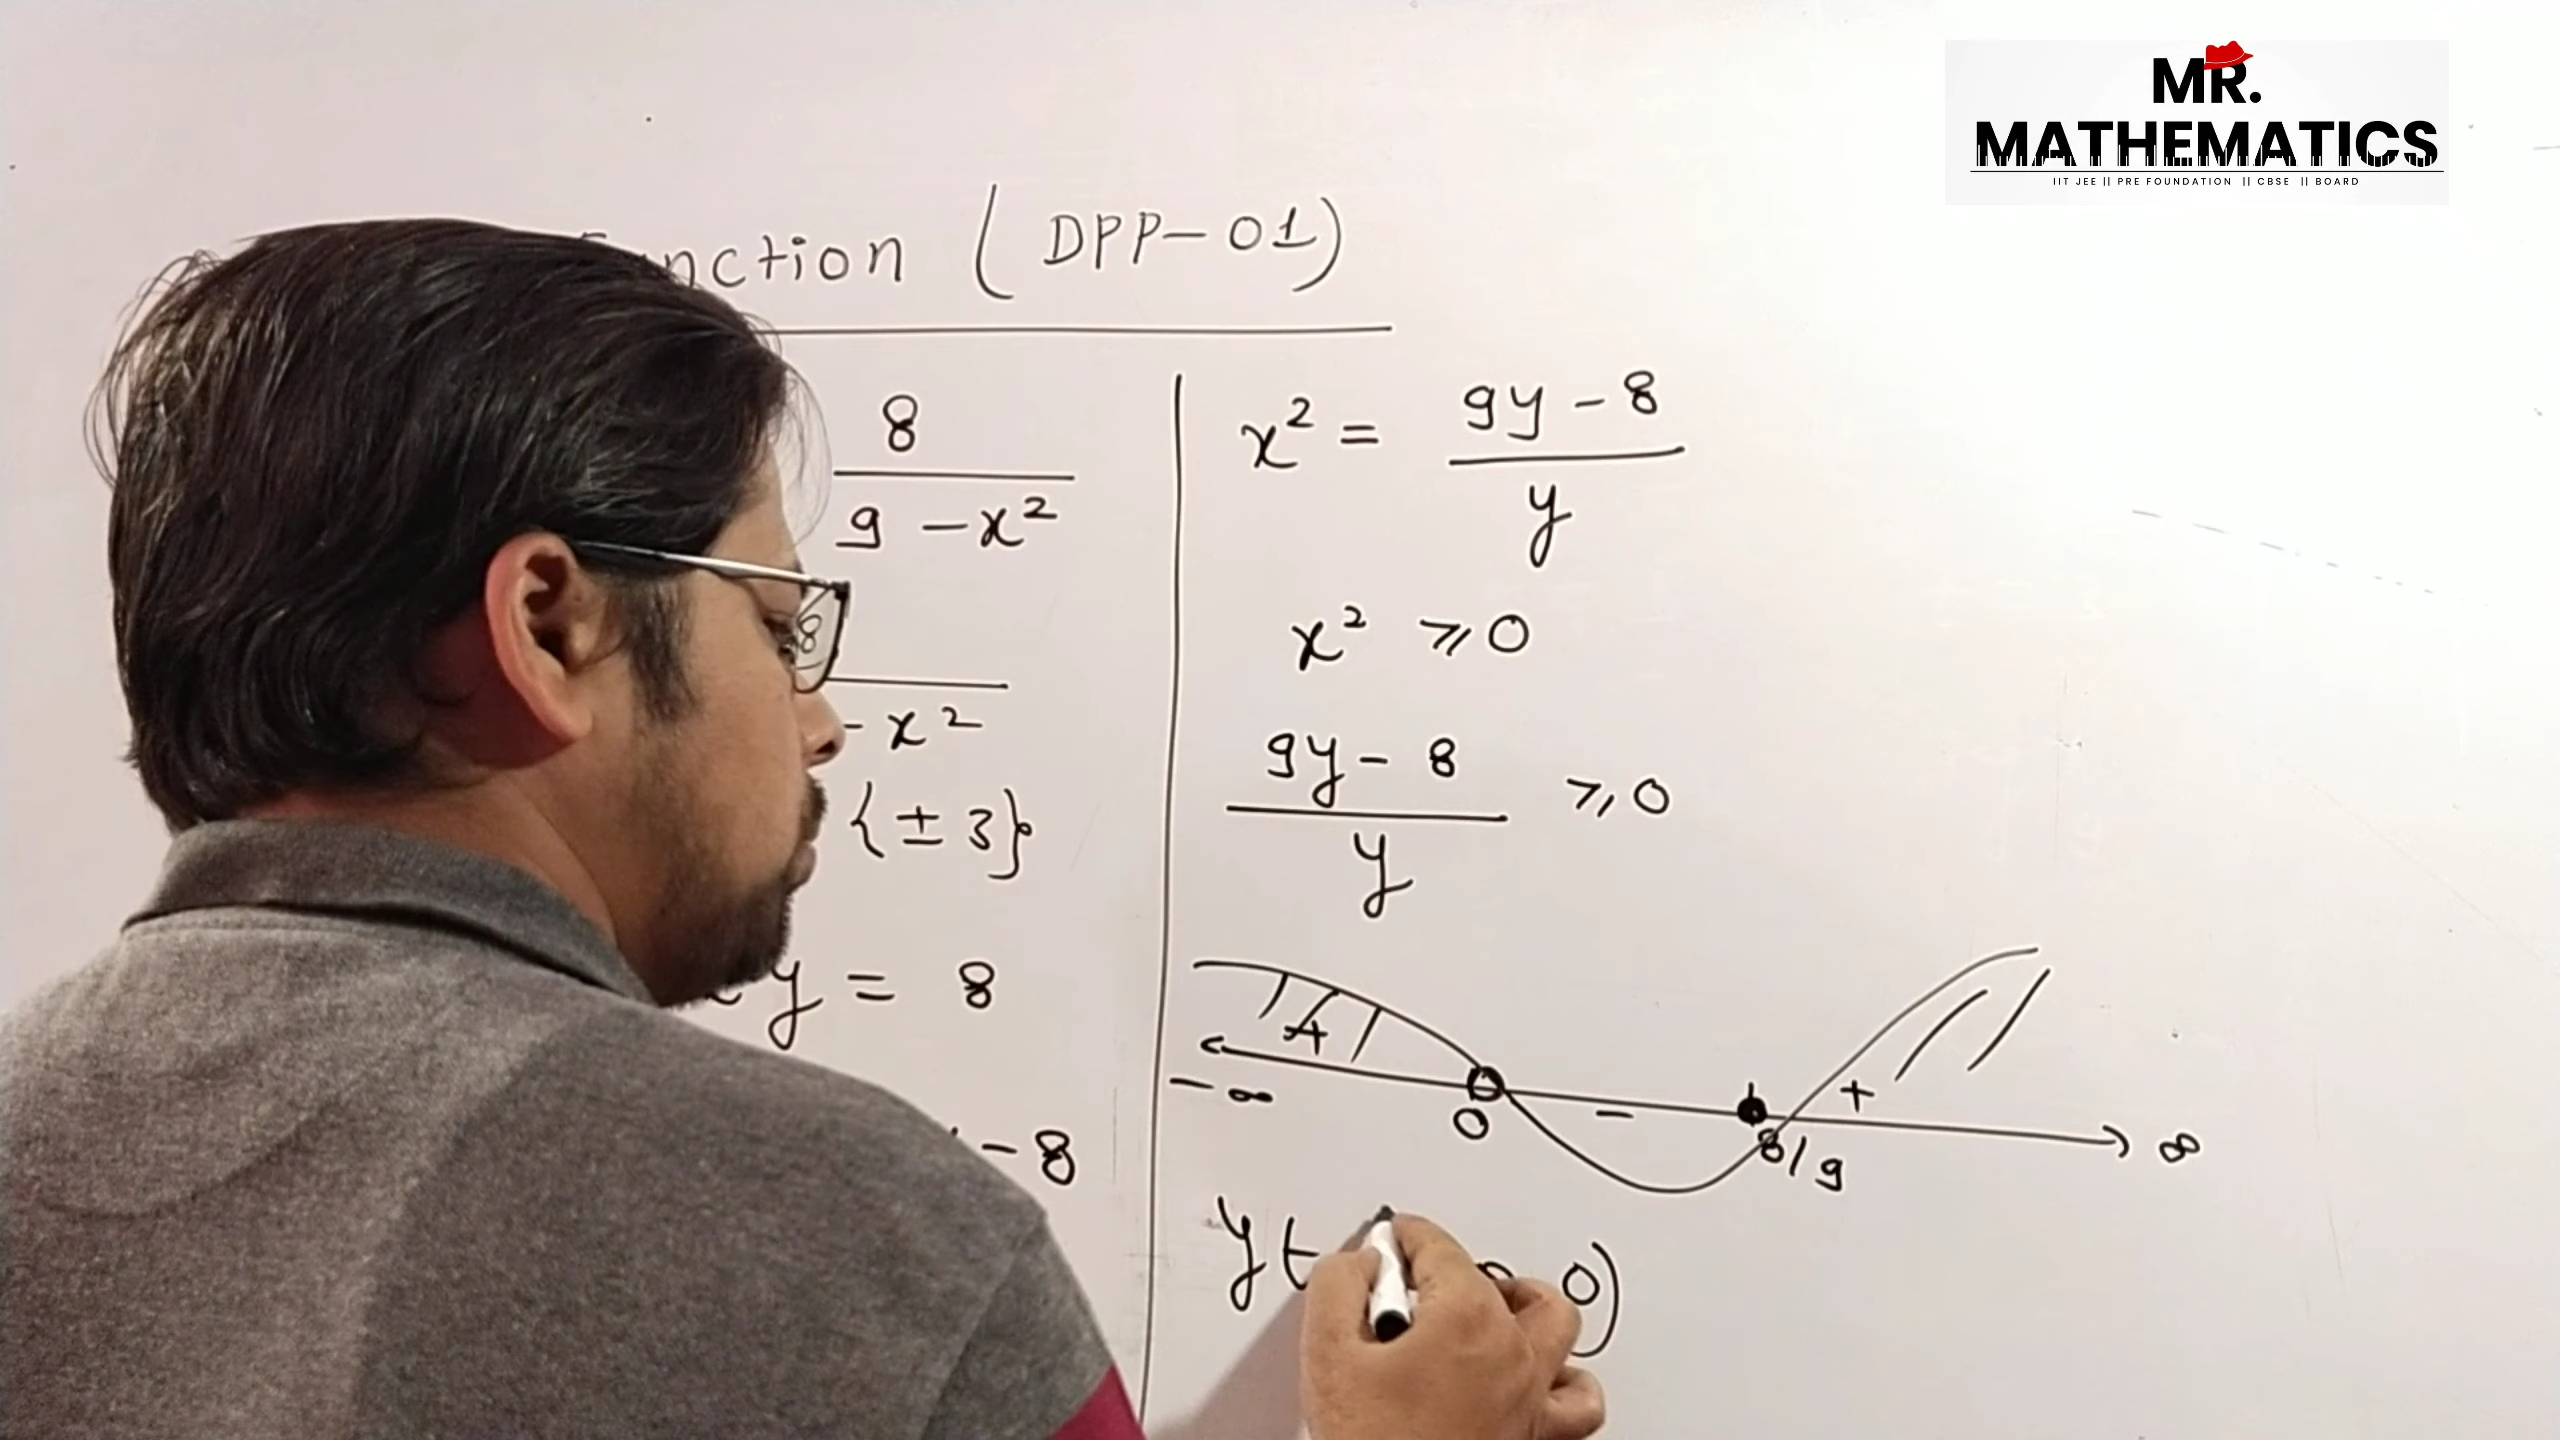 MR.
MATHEMATICS
IIT JEE || PRE FOUNDATION || CBSE || BOARD
nction ( DPP-01)
8
9 - x²
8
- x²
{± 3}
y = 8
- 8
x² = 9y - 8
y
x² ⩾ 0
9y - 8 ⩾ 0
y
+ - +
- ∞ 0 8/9 ∞
y 0)